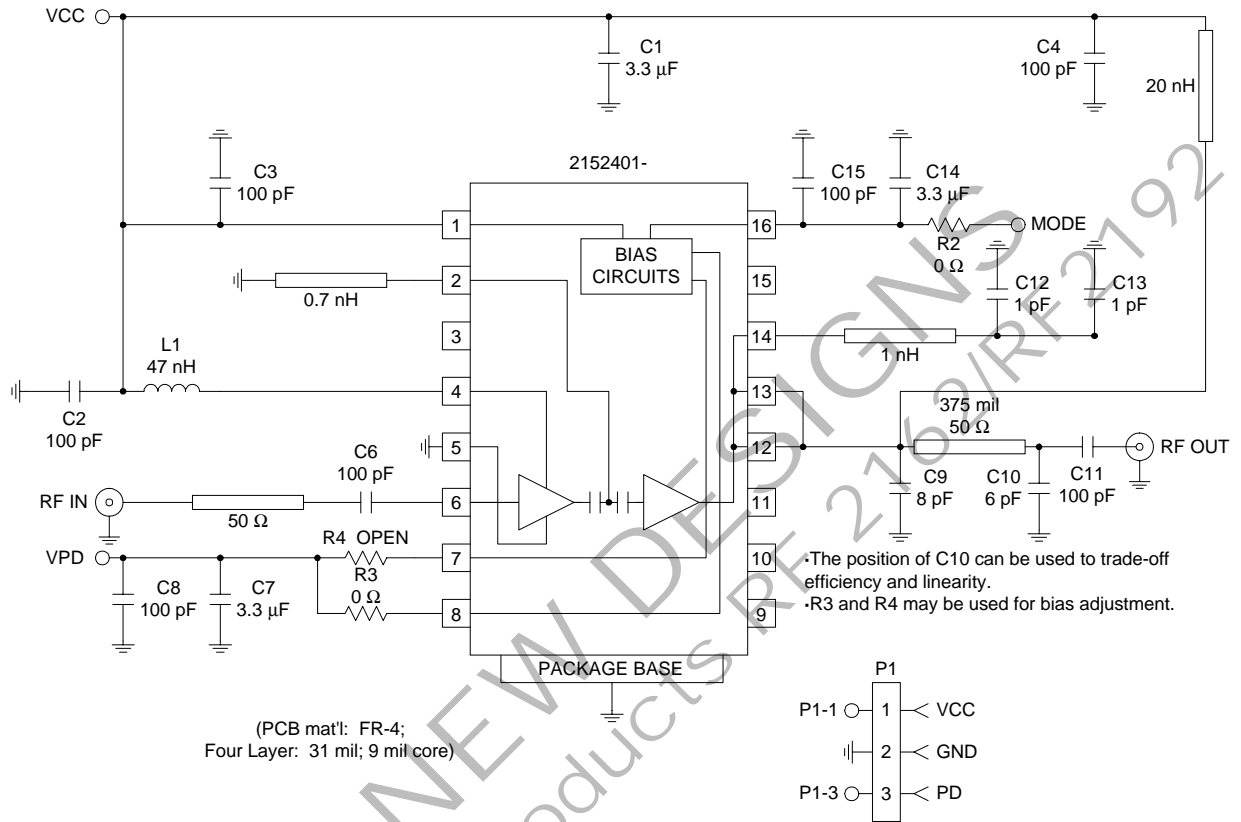 VCC
C1
3.3 µF
C4
100 pF
20 nH
2152401-
C3
100 pF
C15
100 pF
C14
3.3 µF
1
16
MODE
R2
0 Ω
BIAS
CIRCUITS
2
15
0.7 nH
C12
1 pF
C13
1 pF
3
14
1 nH
L1
47 nH
4
13
C2
100 pF
375 mil
50 Ω
5
12
RF OUT
C6
100 pF
C9
8 pF
C10
6 pF
C11
100 pF
RF IN
50 Ω
6
11
R4 OPEN
VPD
7
10
R3
0 Ω
C8
100 pF
C7
3.3 µF
8
9
·The position of C10 can be used to trade-off
efficiency and linearity.
·R3 and R4 may be used for bias adjustment.
PACKAGE BASE
P1
P1-1
1
VCC
2
GND
P1-3
3
PD
(PCB mat'l: FR-4;
Four Layer: 31 mil; 9 mil core)
NEW DESIGNS
oducts RF 2162/RF 2192